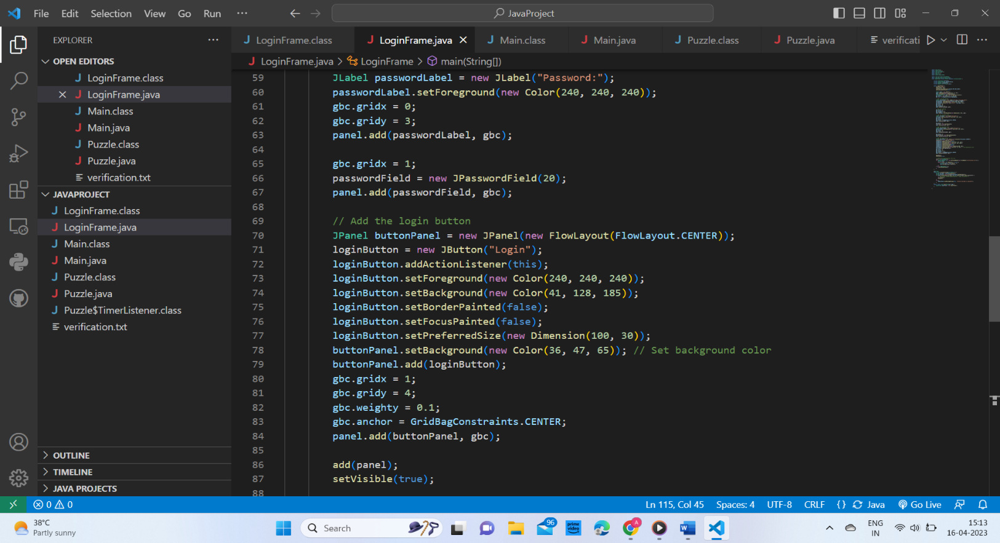 File Edit Selection View Go Run ··· JavaProject
EXPLORER ···
OPEN EDITORS
LoginFrame.class
LoginFrame.java
Main.class
Main.java
Puzzle.class
Puzzle.java
verification.txt
JAVAPROJECT
LoginFrame.class
LoginFrame.java
Main.class
Main.java
Puzzle.class
Puzzle.java
Puzzle$TimerListener.class
verification.txt
OUTLINE
TIMELINE
JAVA PROJECTS
LoginFrame.class LoginFrame.java Main.class Main.java Puzzle.class Puzzle.java verificati ···
LoginFrame.java > LoginFrame > main(String[])
59 JLabel passwordLabel = new JLabel("Password:");
60 passwordLabel.setForeground(new Color(240, 240, 240));
61 gbc.gridx = 0;
62 gbc.gridy = 3;
63 panel.add(passwordLabel, gbc);
64
65 gbc.gridx = 1;
66 passwordField = new JPasswordField(20);
67 panel.add(passwordField, gbc);
68
69 // Add the login button
70 JPanel buttonPanel = new JPanel(new FlowLayout(FlowLayout.CENTER));
71 loginButton = new JButton("Login");
72 loginButton.addActionListener(this);
73 loginButton.setForeground(new Color(240, 240, 240));
74 loginButton.setBackground(new Color(41, 128, 185));
75 loginButton.setBorderPainted(false);
76 loginButton.setFocusPainted(false);
77 loginButton.setPreferredSize(new Dimension(100, 30));
78 buttonPanel.setBackground(new Color(36, 47, 65)); // Set background color
79 buttonPanel.add(loginButton);
80 gbc.gridx = 1;
81 gbc.gridy = 4;
82 gbc.weighty = 0.1;
83 gbc.anchor = GridBagConstraints.CENTER;
84 panel.add(buttonPanel, gbc);
85
86 add(panel);
87 setVisible(true);
88
0 0 Ln 115, Col 45 Spaces: 4 UTF-8 CRLF {} Java Go Live
38°C
Partly sunny
Search
96
prime video
A
ENG
IN
15:13
16-04-2023